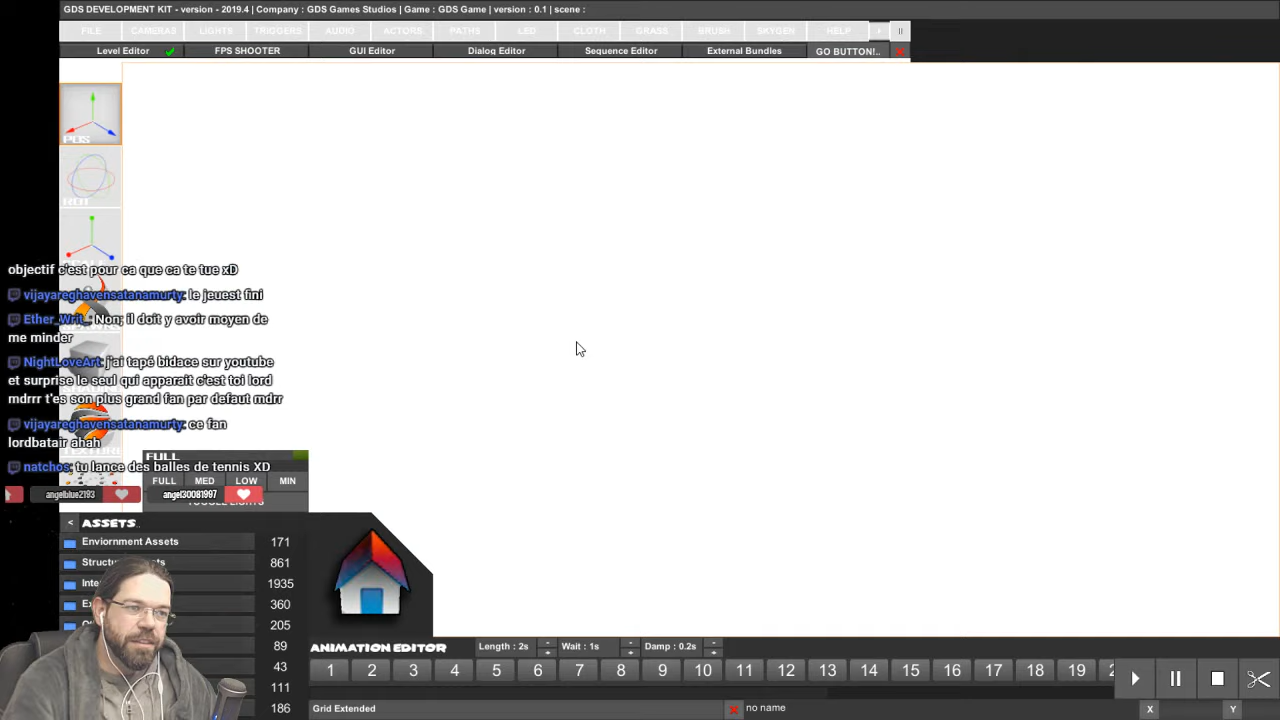 GDS DEVELOPMENT KIT - version - 2019.4 | Company : GDS Games Studios | Game : GDS Game | version : 0.1 | scene :
FILE CAMERAS LIGHTS TRIGGERS AUDIO ACTORS PATHS LED CLOTH GRASS BRUSH SKYGEN HELP
Level Editor FPS SHOOTER GUI Editor Dialog Editor Sequence Editor External Bundles GO BUTTON!..
POS
ROT
objectif c'est pour ca que ca te tue xD
vijayareghavensatanamurty: le jeuest fini
Ether_Writ_: Non; il doit y avoir moyen de
me minder
NightLoveArt: j'ai tapé bidace sur youtube
et surprise le seul qui apparait c'est toi lord
mdrrr t'es son plus grand fan par defaut mdrr
vijayareghavensatanamurty: ce fan
lordbatair ahah
natchos: tu lance des balles de tennis XD
FULL
FULL MED LOW MIN
TOGGLE LIGHTS
angelblue2193 angel30081997
< ASSETS..
Enviornment Assets 171
861
1935
360
205
89
43
111
186
ANIMATION EDITOR Length : 2s Wait : 1s Damp : 0.2s
1 2 3 4 5 6 7 8 9 10 11 12 13 14 15 16 17 18 19
Grid Extended no name X Y